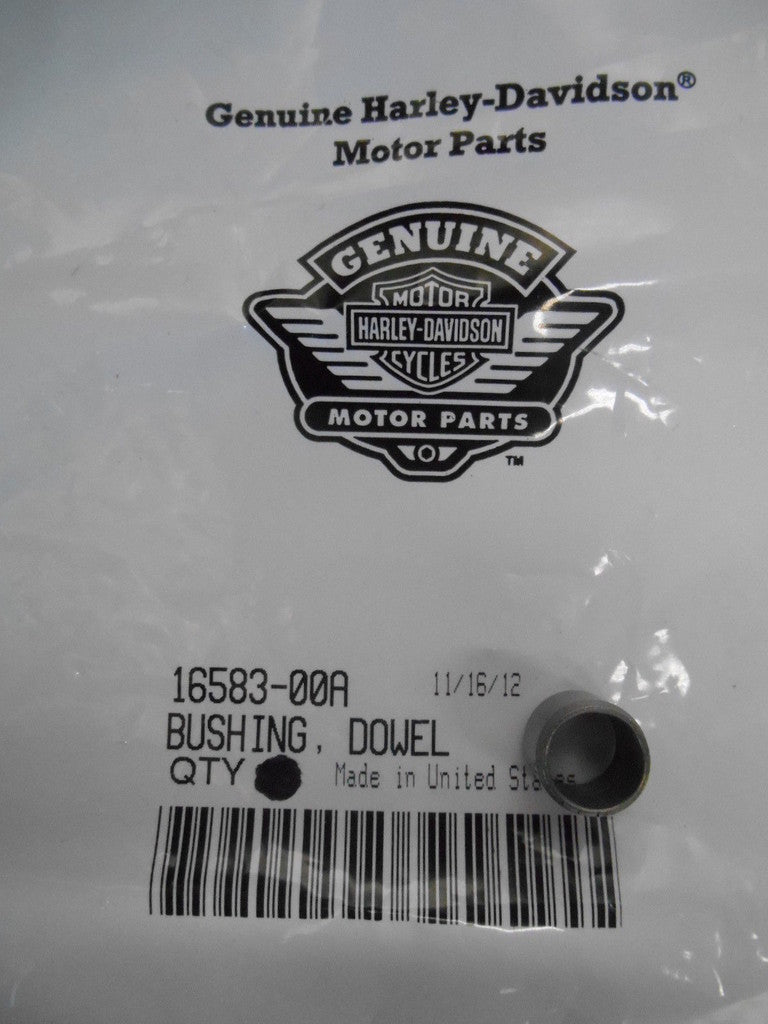 Genuine Harley-Davidson®
Motor Parts
GENUINE
MOTOR
HARLEY-DAVIDSON
CYCLES
MOTOR PARTS
TM
16583-00A 11/16/12
BUSHING, DOWEL
QTY Made in United States